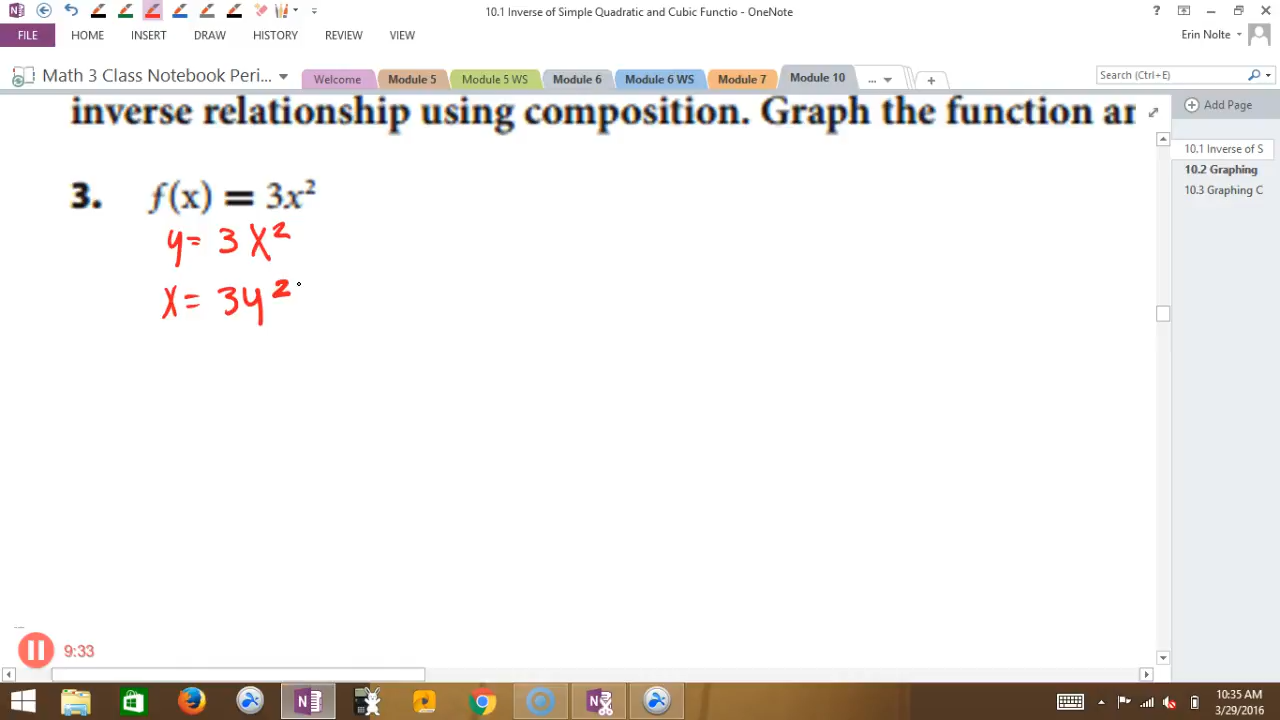 10.1 Inverse of Simple Quadratic and Cubic Functio - OneNote
?
FILE HOME INSERT DRAW HISTORY REVIEW VIEW Erin Nolte
Math 3 Class Notebook Peri... Welcome Module 5 Module 5 WS Module 6 Module 6 WS Module 7 Module 10 ... + Search (Ctrl+E)
inverse relationship using composition. Graph the function an
Add Page
10.1 Inverse of S
10.2 Graphing
10.3 Graphing C
3. f(x) = 3x²
y = 3x²
x = 3y²
9:33
10:35 AM
3/29/2016